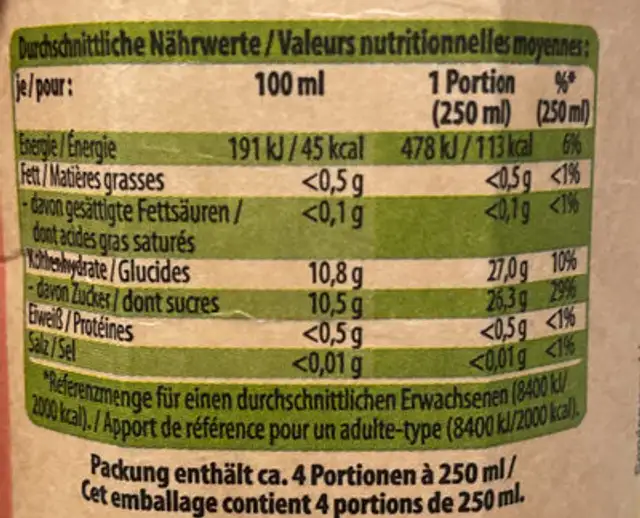 Durchschnittliche Nährwerte / Valeurs nutritionnelles moyennes:
je / pour: 100 ml 1 Portion %*
(250 ml) (250 ml)
Energie / Énergie 191 kJ / 45 kcal 478 kJ / 113 kcal 6%
Fett / Matières grasses <0,5 g <0,5 g <1%
- davon gesättigte Fettsäuren / <0,1 g <0,1 g <1%
dont acides gras saturés
Kohlenhydrate / Glucides 10,8 g 27,0 g 10%
- davon Zucker / dont sucres 10,5 g 26,3 g 29%
Eiweiß / Protéines <0,5 g <0,5 g <1%
Salz / Sel <0,01 g <0,01 g <1%
*Referenzmenge für einen durchschnittlichen Erwachsenen (8400 kJ/
2000 kcal). / Apport de référence pour un adulte-type (8400 kJ/2000 kcal).
Packung enthält ca. 4 Portionen à 250 ml /
Cet emballage contient 4 portions de 250 ml.